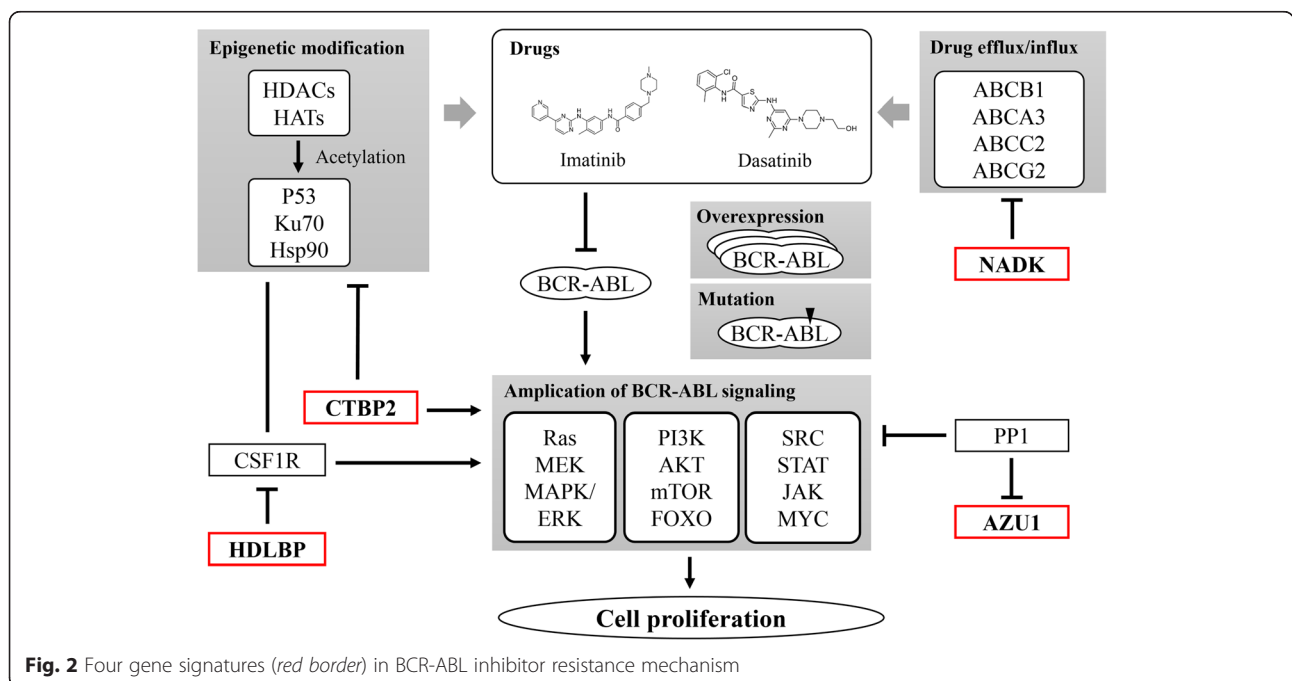 Epigenetic modification
HDACs
HATs
Acetylation
P53
Ku70
Hsp90
Drugs
Cl
N
H
O
S
N
NH
N
N
N
N
OH
N
N
N
N
N
N
H
H
N
O
N
N
Imatinib
Dasatinib
Drug efflux/influx
ABCB1
ABCA3
ABCC2
ABCG2
NADK
Overexpression
BCR-ABL
Mutation
BCR-ABL
BCR-ABL
CTBP2
CSF1R
HDLBP
Amplication of BCR-ABL signaling
Ras
MEK
MAPK/
ERK
PI3K
AKT
mTOR
FOXO
SRC
STAT
JAK
MYC
PP1
AZU1
Cell proliferation
Fig. 2 Four gene signatures (red border) in BCR-ABL inhibitor resistance mechanism